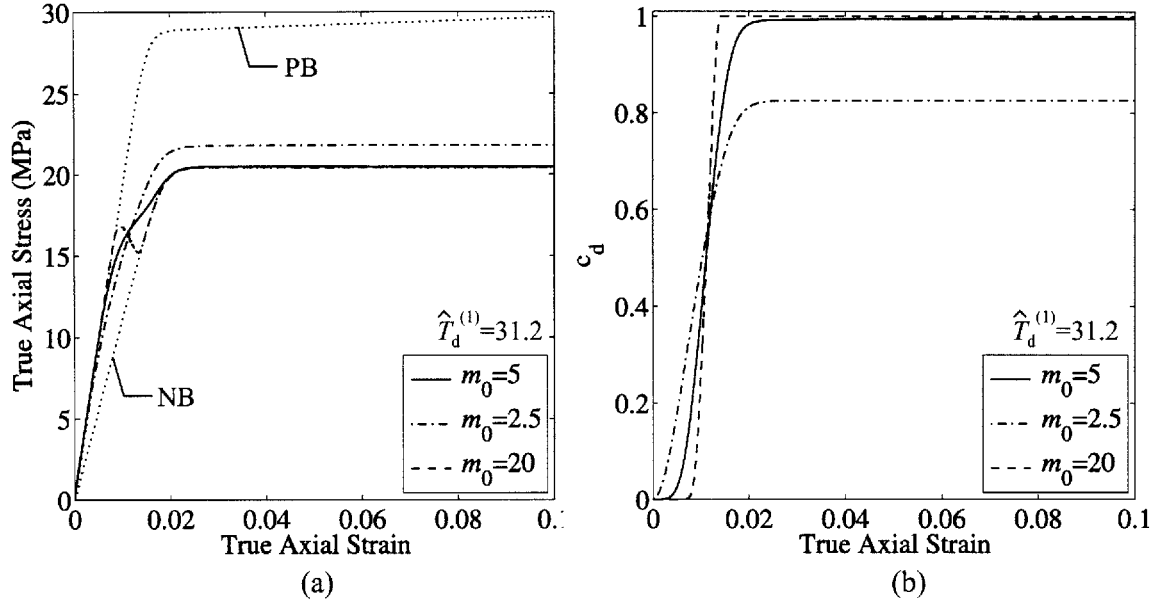 30
25
20
15
10
5
0
True Axial Stress (MPa)
PB
NB
T̂d(1)=31.2
m0=5
m0=2.5
m0=20
0 0.02 0.04 0.06 0.08 0.1
True Axial Strain
(a)
1
0.8
0.6
0.4
0.2
0
cd
T̂d(1)=31.2
m0=5
m0=2.5
m0=20
0 0.02 0.04 0.06 0.08 0.1
True Axial Strain
(b)